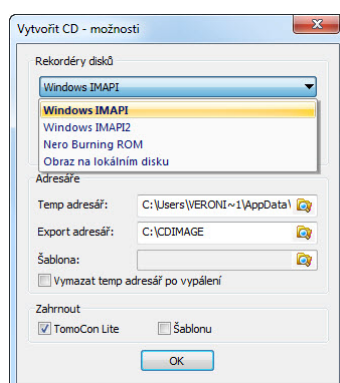 Vytvořit CD - možnosti
Rekordéry disků
Windows IMAPI
Windows IMAPI
Windows IMAPI2
Nero Burning ROM
Obraz na lokálním disku
Adresáře
Temp adresář: C:\Users\VERONI~1\AppData\
Export adresář: C:\CDIMAGE
Šablona:
Vymazat temp adresář po vypálení
Zahrnout
TomoCon Lite Šablonu
OK